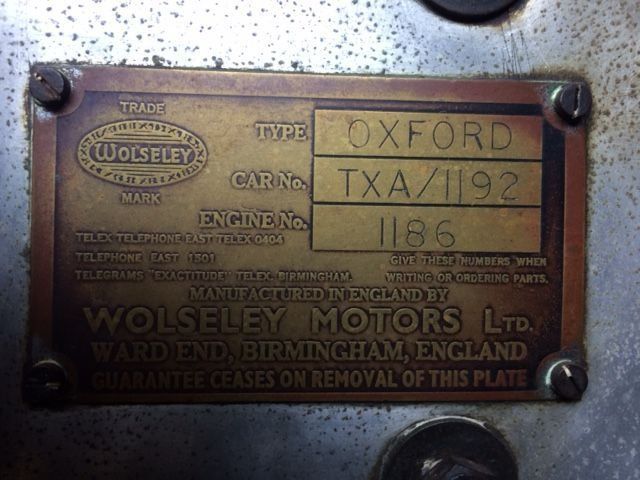 TRADE
WOLSELEY
MARK
TYPE OXFORD
CAR No. TXA/1192
ENGINE No. 1186
TELEX TELEPHONE EAST TELEX 0404
TELEPHONE EAST 1501
TELEGRAMS "EXACTITUDE" TELEX. BIRMINGHAM.
GIVE THESE NUMBERS WHEN
WRITING OR ORDERING PARTS.
MANUFACTURED IN ENGLAND BY
WOLSELEY MOTORS LTD.
WARD END, BIRMINGHAM, ENGLAND
GUARANTEE CEASES ON REMOVAL OF THIS PLATE